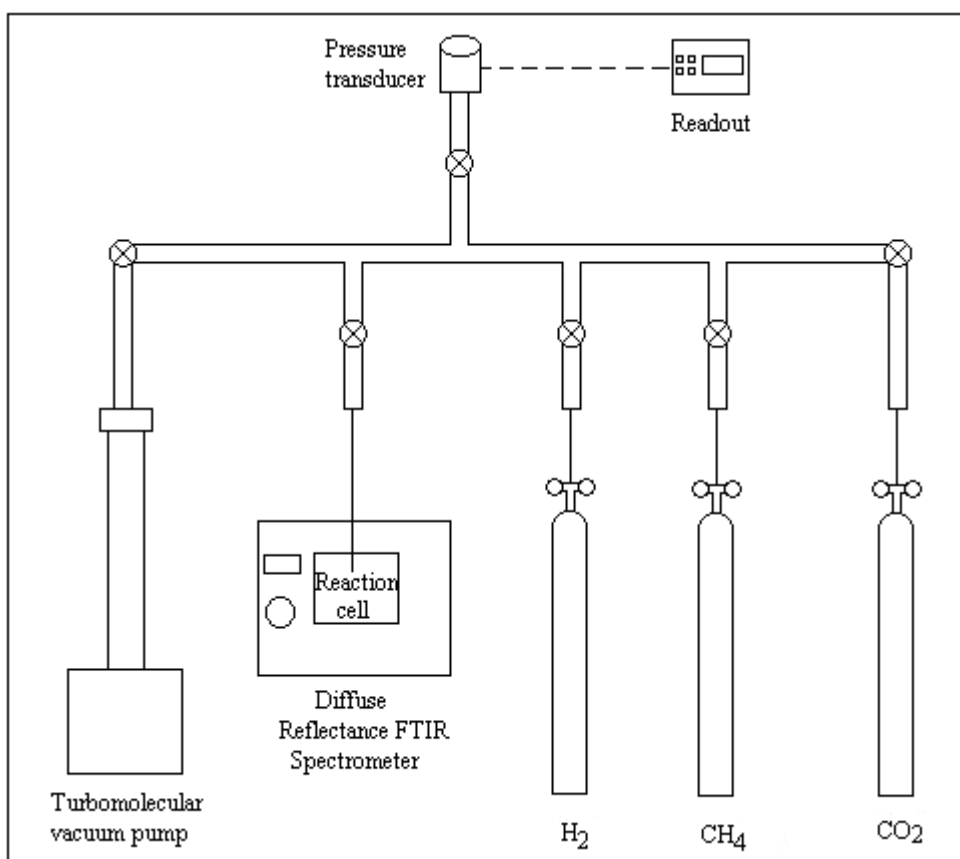 Pressure
transducer
Readout
Reaction
cell
Diffuse
Reflectance FTIR
Spectrometer
Turbomolecular
vacuum pump
H2
CH4
CO2